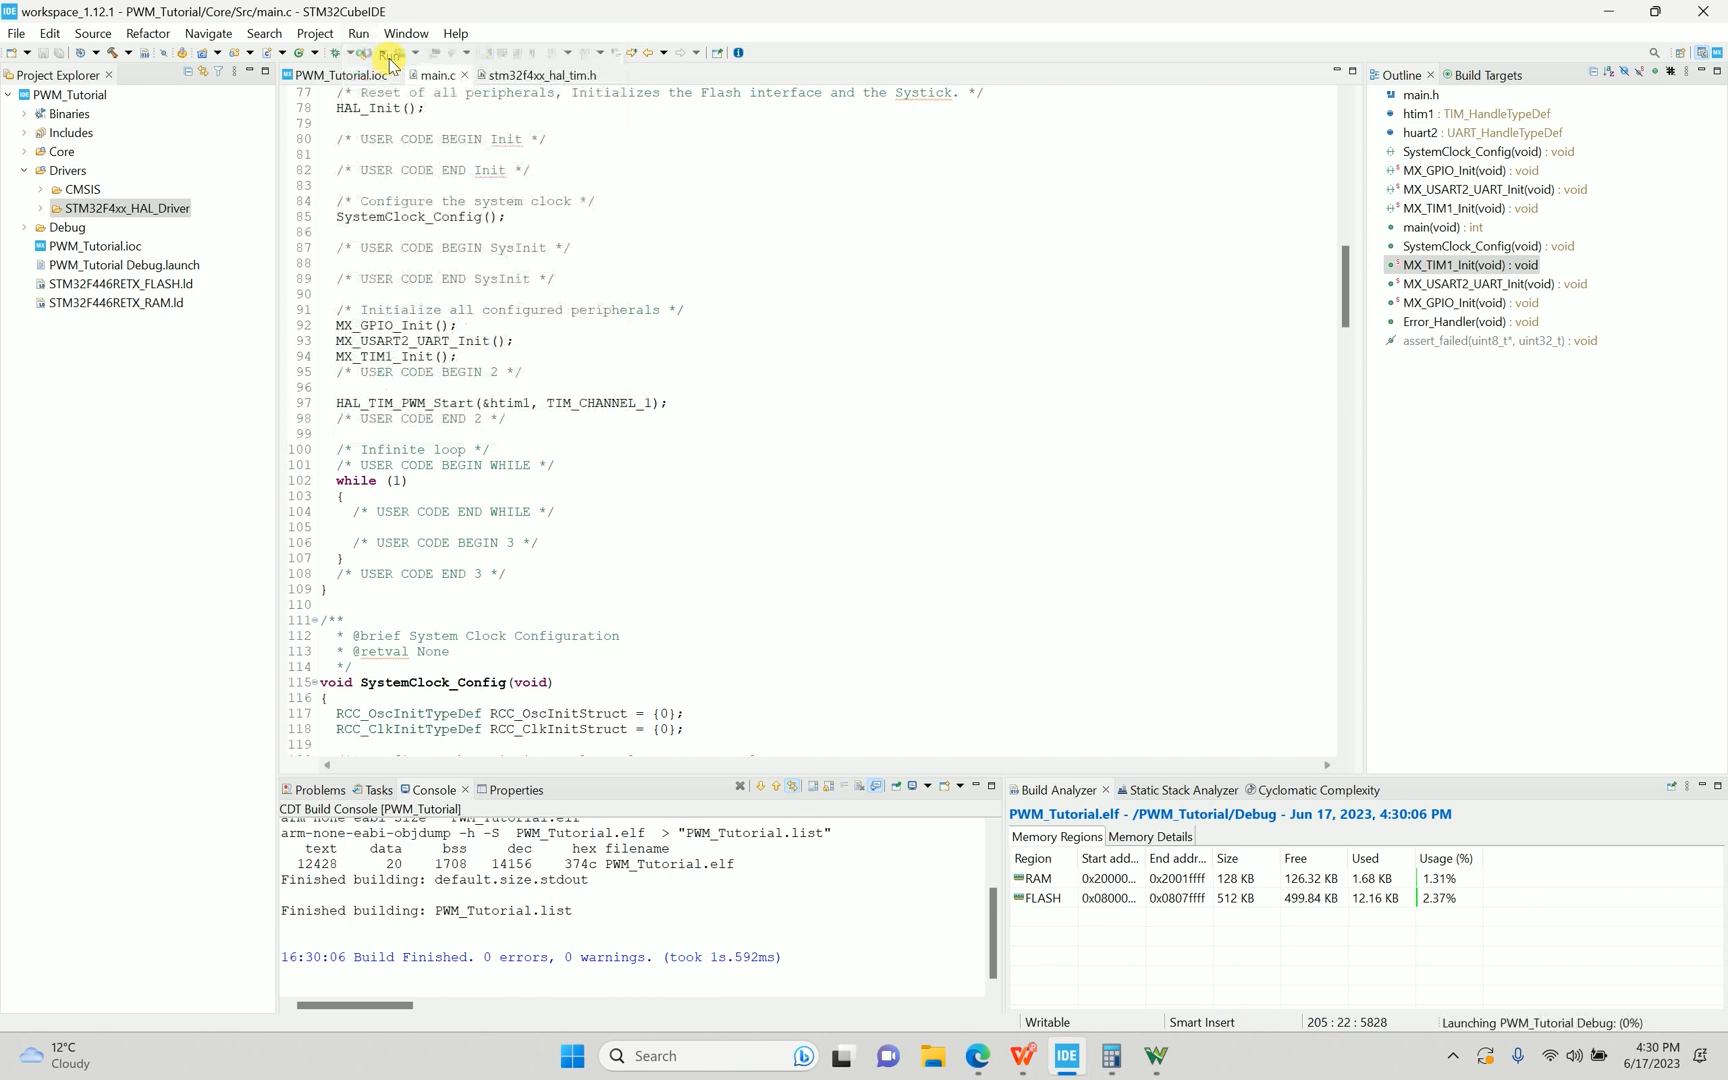 workspace_1.12.1 - PWM_Tutorial/Core/Src/main.c - STM32CubeIDE
File Edit Source Refactor Navigate Search Project Run Window Help
Project Explorer
PWM_Tutorial
Binaries
Includes
Core
Drivers
CMSIS
STM32F4xx_HAL_Driver
Debug
PWM_Tutorial.ioc
PWM_Tutorial Debug.launch
STM32F446RETX_FLASH.ld
STM32F446RETX_RAM.ld
PWM_Tutorial.ioc main.c stm32f4xx_hal_tim.h
77 /* Reset of all peripherals, Initializes the Flash interface and the Systick. */
78 HAL_Init();
79
80 /* USER CODE BEGIN Init */
81
82 /* USER CODE END Init */
83
84 /* Configure the system clock */
85 SystemClock_Config();
86
87 /* USER CODE BEGIN SysInit */
88
89 /* USER CODE END SysInit */
90
91 /* Initialize all configured peripherals */
92 MX_GPIO_Init();
93 MX_USART2_UART_Init();
94 MX_TIM1_Init();
95 /* USER CODE BEGIN 2 */
96
97 HAL_TIM_PWM_Start(&htim1, TIM_CHANNEL_1);
98 /* USER CODE END 2 */
99
100 /* Infinite loop */
101 /* USER CODE BEGIN WHILE */
102 while (1)
103 {
104 /* USER CODE END WHILE */
105
106 /* USER CODE BEGIN 3 */
107 }
108 /* USER CODE END 3 */
109 }
110
111 /**
112 * @brief System Clock Configuration
113 * @retval None
114 */
115 void SystemClock_Config(void)
116 {
117 RCC_OscInitTypeDef RCC_OscInitStruct = {0};
118 RCC_ClkInitTypeDef RCC_ClkInitStruct = {0};
119
Outline Build Targets
main.h
htim1 : TIM_HandleTypeDef
huart2 : UART_HandleTypeDef
SystemClock_Config(void) : void
MX_GPIO_Init(void) : void
MX_USART2_UART_Init(void) : void
MX_TIM1_Init(void) : void
main(void) : int
SystemClock_Config(void) : void
MX_TIM1_Init(void) : void
MX_USART2_UART_Init(void) : void
MX_GPIO_Init(void) : void
Error_Handler(void) : void
assert_failed(uint8_t*, uint32_t) : void
Problems Tasks Console Properties
CDT Build Console [PWM_Tutorial]
arm-none-eabi-size PWM_Tutorial.elf
arm-none-eabi-objdump -h -S PWM_Tutorial.elf > "PWM_Tutorial.list"
text data bss dec hex filename
12428 20 1708 14156 374c PWM_Tutorial.elf
Finished building: default.size.stdout
Finished building: PWM_Tutorial.list
16:30:06 Build Finished. 0 errors, 0 warnings. (took 1s.592ms)
Build Analyzer Static Stack Analyzer Cyclomatic Complexity
PWM_Tutorial.elf - /PWM_Tutorial/Debug - Jun 17, 2023, 4:30:06 PM
Memory Regions Memory Details
Region Start add... End addr... Size Free Used Usage (%)
RAM 0x20000... 0x2001ffff 128 KB 126.32 KB 1.68 KB 1.31%
FLASH 0x08000... 0x0807ffff 512 KB 499.84 KB 12.16 KB 2.37%
Writable Smart Insert 205 : 22 : 5828 Launching PWM_Tutorial Debug: (0%)
12°C
Cloudy
Search
IDE
4:30 PM
6/17/2023